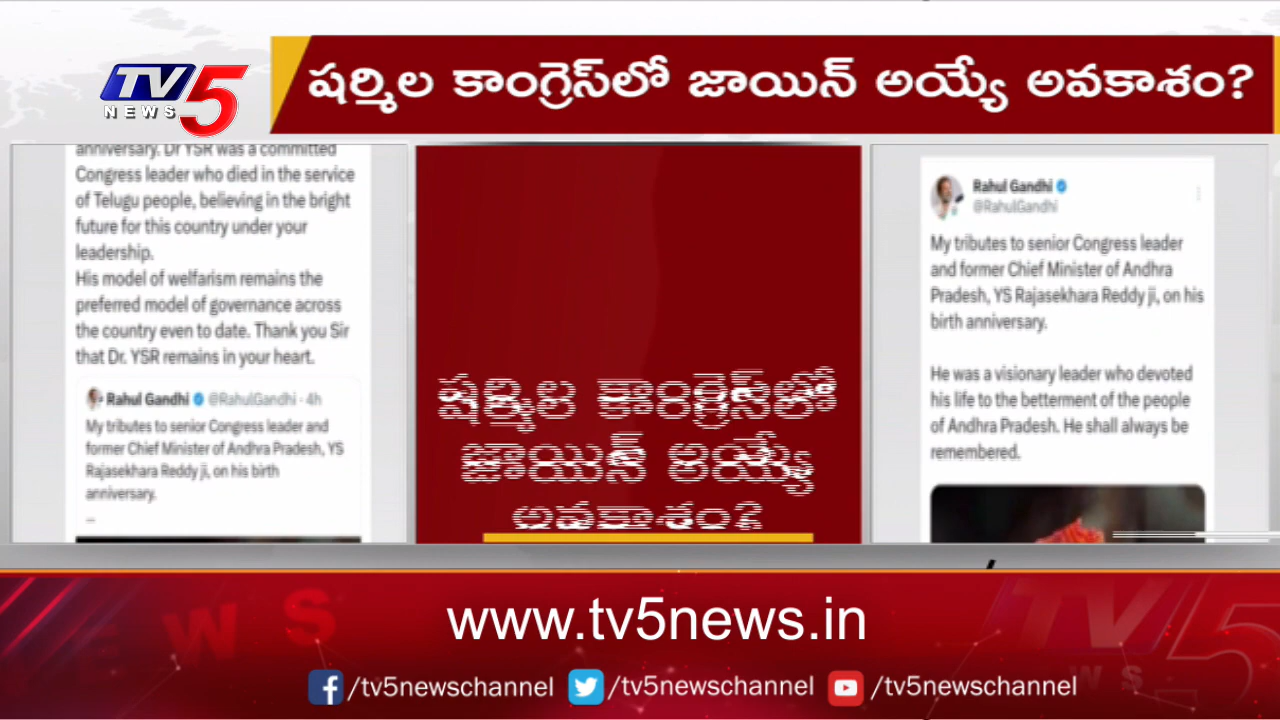 TV5
NEWS
షర్మిల కాంగ్రెస్‌లో జాయిన్ అయ్యే అవకాశం?
anniversary. Dr YSR was a committed
Congress leader who died in the service
of Telugu people, believing in the bright
future for this country under your
leadership.
His model of welfarism remains the
preferred model of governance across
the country even to date. Thank you Sir
that Dr. YSR remains in your heart.
Rahul Gandhi @RahulGandhi · 4h
My tributes to senior Congress leader and
former Chief Minister of Andhra Pradesh, YS
Rajasekhara Reddy ji, on his birth
anniversary.
...
షర్మిల కాంగ్రెస్‌లో
జాయిన్ అయ్యే
అవకాశం?
Rahul Gandhi
@RahulGandhi
My tributes to senior Congress leader
and former Chief Minister of Andhra
Pradesh, YS Rajasekhara Reddy ji, on his
birth anniversary.
He was a visionary leader who devoted
his life to the betterment of the people
of Andhra Pradesh. He shall always be
remembered.
NEWS
TV5
NEWS
www.tv5news.in
/tv5newschannel /tv5newschannel /tv5newschannel